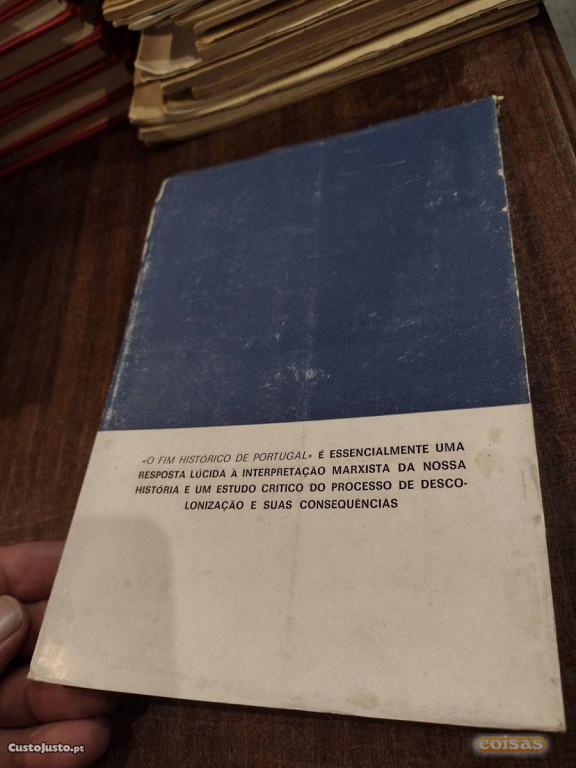 «O FIM HISTÓRICO DE PORTUGAL» É ESSENCIALMENTE UMA
RESPOSTA LÚCIDA À INTERPRETAÇÃO MARXISTA DA NOSSA
HISTÓRIA E UM ESTUDO CRÍTICO DO PROCESSO DE DESCO-
LONIZAÇÃO E SUAS CONSEQUÊNCIAS
CustoJusto.pt
coisas